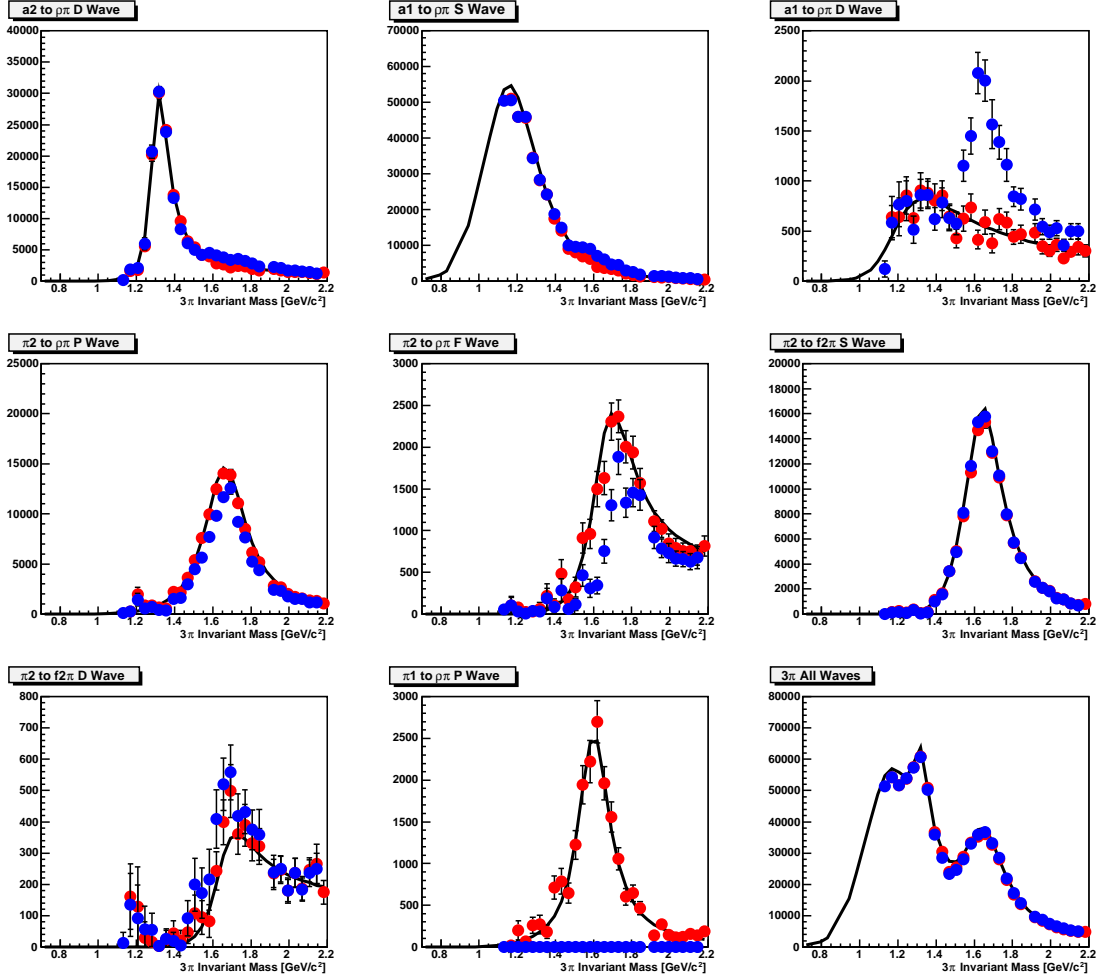 a2 to ρπ D Wave
40000
35000
30000
25000
20000
15000
10000
5000
0
0.8 1 1.2 1.4 1.6 1.8 2 2.2
3π Invariant Mass [GeV/c²]
a1 to ρπ S Wave
70000
60000
50000
40000
30000
20000
10000
0
0.8 1 1.2 1.4 1.6 1.8 2 2.2
3π Invariant Mass [GeV/c²]
a1 to ρπ D Wave
2500
2000
1500
1000
500
0
0.8 1 1.2 1.4 1.6 1.8 2 2.2
3π Invariant Mass [GeV/c²]
π2 to ρπ P Wave
25000
20000
15000
10000
5000
0
0.8 1 1.2 1.4 1.6 1.8 2 2.2
3π Invariant Mass [GeV/c²]
π2 to ρπ F Wave
3000
2500
2000
1500
1000
500
0
0.8 1 1.2 1.4 1.6 1.8 2 2.2
3π Invariant Mass [GeV/c²]
π2 to f2π S Wave
20000
18000
16000
14000
12000
10000
8000
6000
4000
2000
0
0.8 1 1.2 1.4 1.6 1.8 2 2.2
3π Invariant Mass [GeV/c²]
π2 to f2π D Wave
800
700
600
500
400
300
200
100
0
0.8 1 1.2 1.4 1.6 1.8 2 2.2
3π Invariant Mass [GeV/c²]
π1 to ρπ P Wave
3000
2500
2000
1500
1000
500
0
0.8 1 1.2 1.4 1.6 1.8 2 2.2
3π Invariant Mass [GeV/c²]
3π All Waves
80000
70000
60000
50000
40000
30000
20000
10000
0
0.8 1 1.2 1.4 1.6 1.8 2 2.2
3π Invariant Mass [GeV/c²]